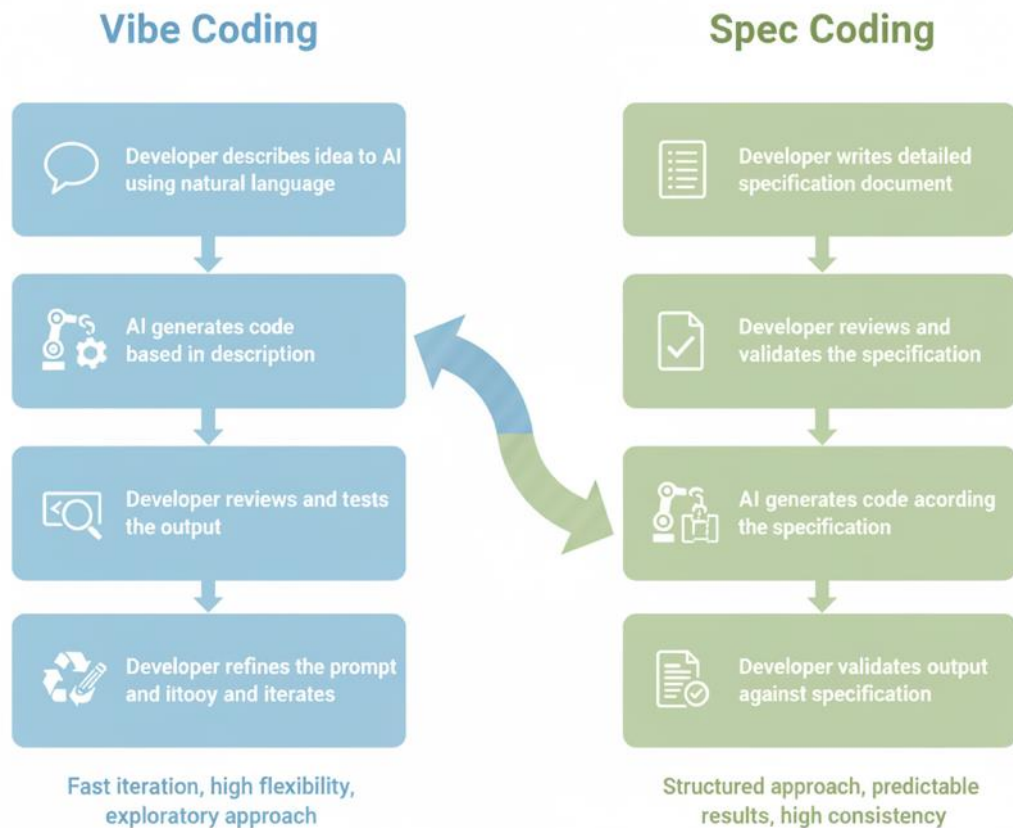 Vibe Coding
Developer describes idea to AI
using natural language
AI generates code
based in description
Developer reviews and tests
the output
Developer refines the prompt
and iitooy and iterates
Fast iteration, high flexibility,
exploratory approach
Spec Coding
Developer writes detailed
specification document
Developer reviews and
validates the specification
AI generates code acording
the specification
Developer validates output
against specification
Structured approach, predictable
results, high consistency